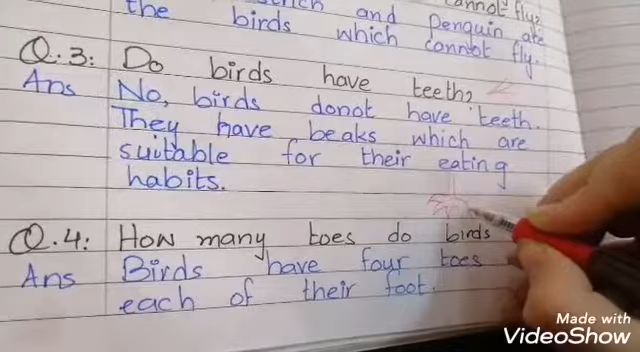 cannot fly?
and Penguin are
the birds which cannot fly.
Q.3: Do birds have teeth?
Ans No, birds donot have teeth.
They have beaks which are
suitable for their eating
habits.
Q.4: How many toes do birds
Ans Birds have four toes
each of their foot.
Made with
VideoShow